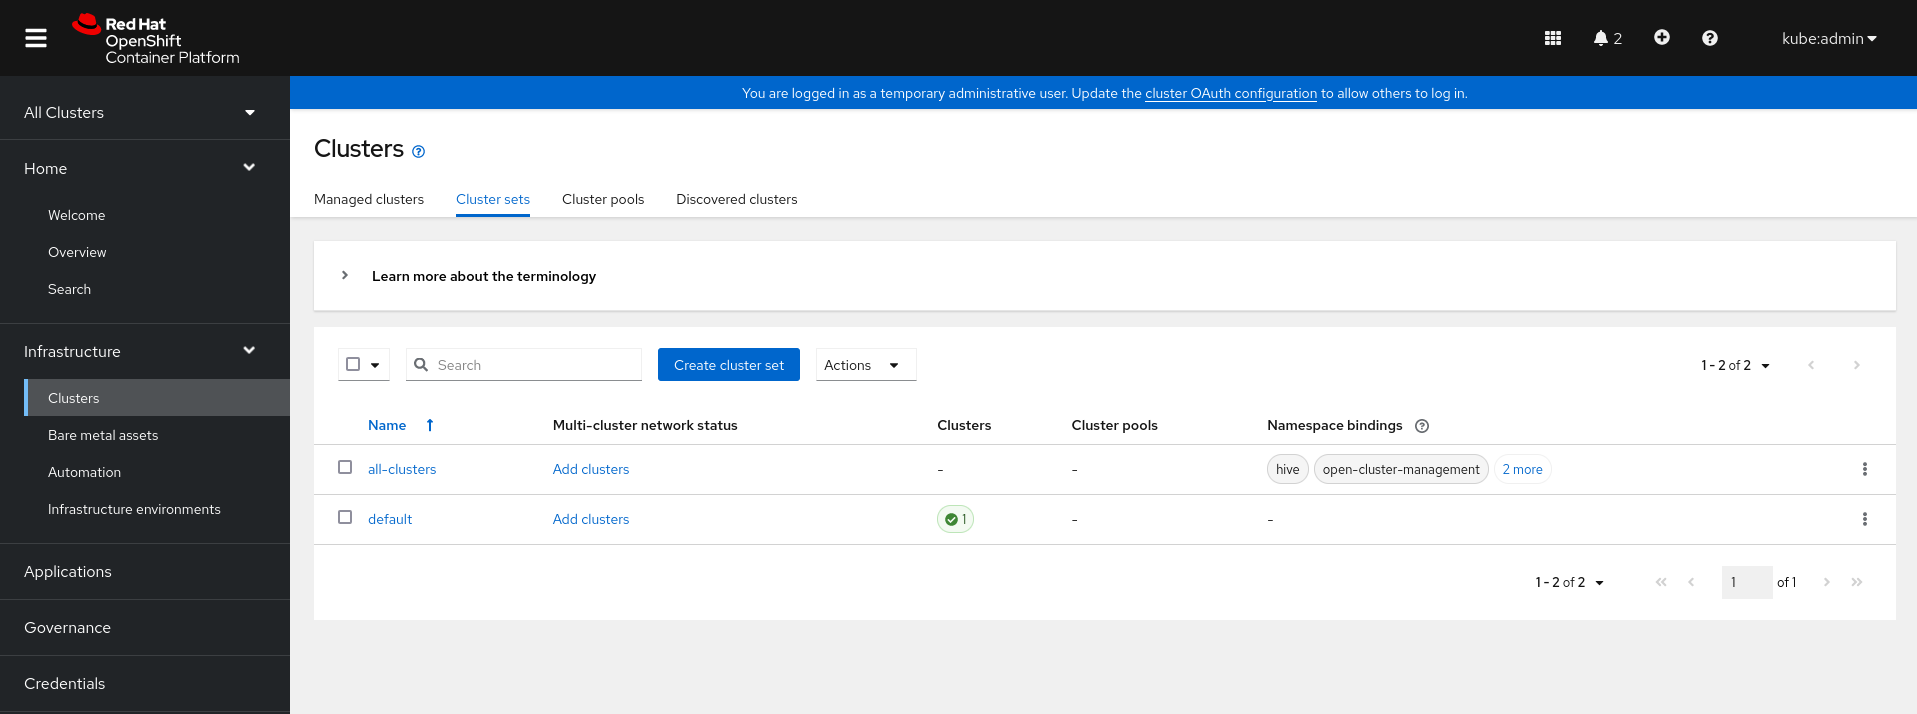 Red Hat
OpenShift
Container Platform
2
kube:admin
All Clusters
Home
Welcome
Overview
Search
Infrastructure
Clusters
Bare metal assets
Automation
Infrastructure environments
Applications
Governance
Credentials
You are logged in as a temporary administrative user. Update the cluster OAuth configuration to allow others to log in.
Clusters
Managed clusters Cluster sets Cluster pools Discovered clusters
Learn more about the terminology
Search Create cluster set Actions 1 - 2 of 2
Name Multi-cluster network status Clusters Cluster pools Namespace bindings
all-clusters Add clusters - - hive open-cluster-management 2 more
default Add clusters 1 - -
1 - 2 of 2 1 of 1